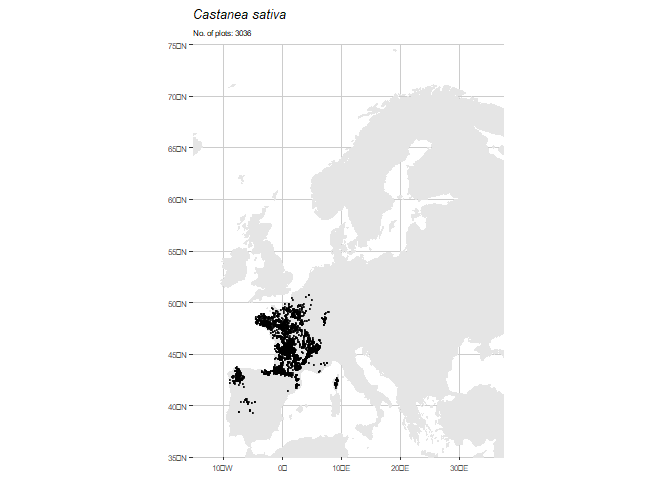 Castanea sativa
No. of plots: 3036
75□N
70□N
65□N
60□N
55□N
50□N
45□N
40□N
35□N
10□W 0□ 10□E 20□E 30□E